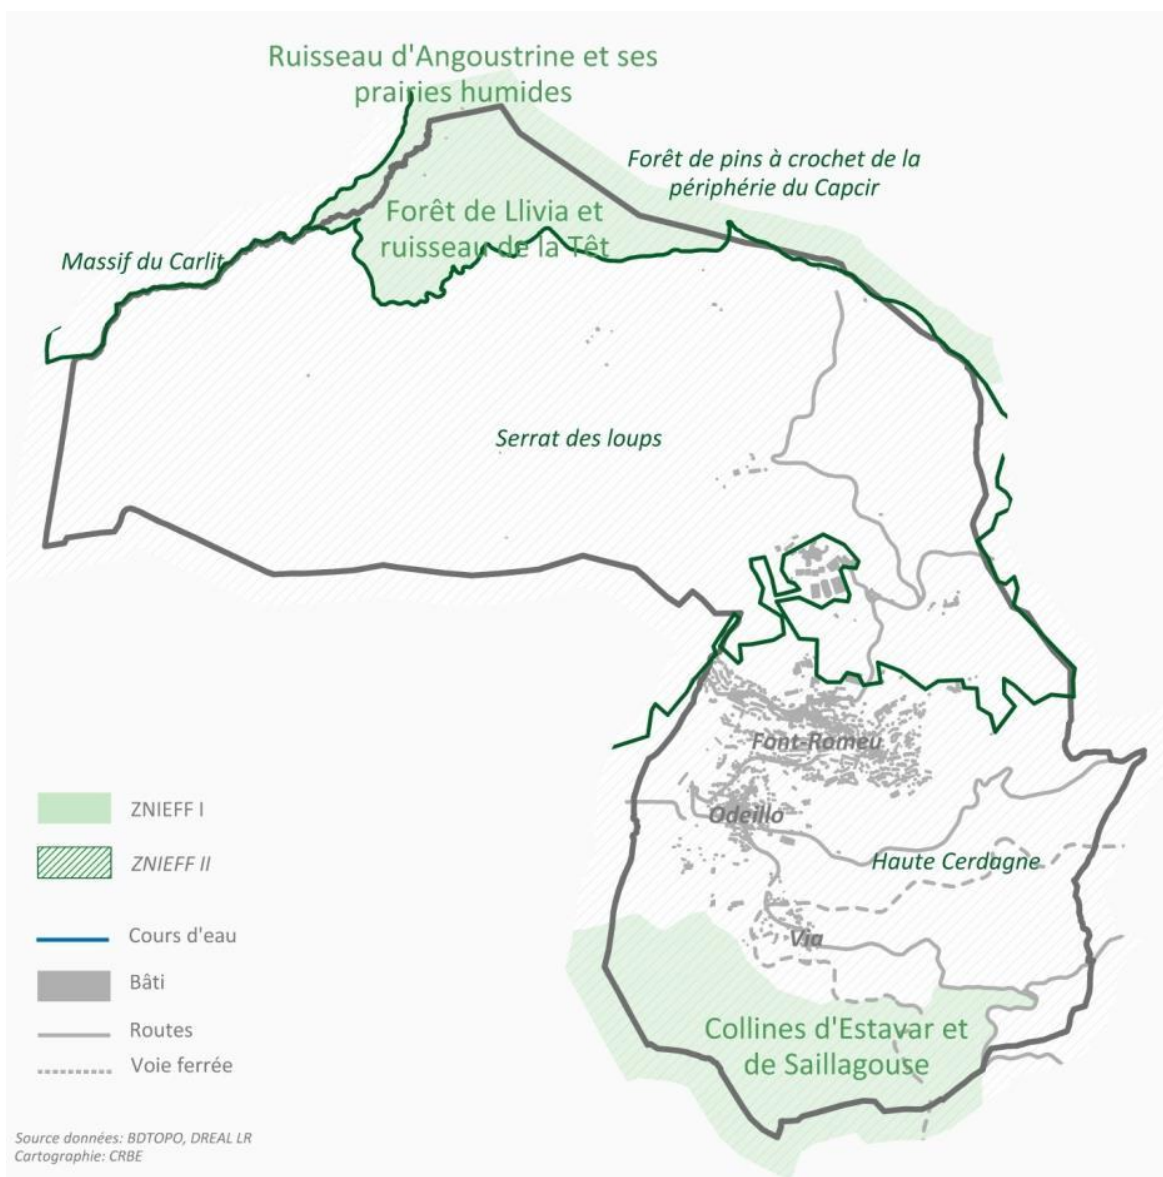 Ruisseau d'Angoustrine et ses
prairies humides
Forêt de pins à crochet de la
périphérie du Capcir
Forêt de Llivia et
ruisseau de la Têt
Massif du Carlit
Serrat des loups
Font-Romeu
Odeillo
Haute Cerdagne
Via
Collines d'Estavar et
de Saillagouse
ZNIEFF I
ZNIEFF II
Cours d'eau
Bâti
Routes
Voie ferrée
Source données: BDTOPO, DREAL LR
Cartographie: CRBE